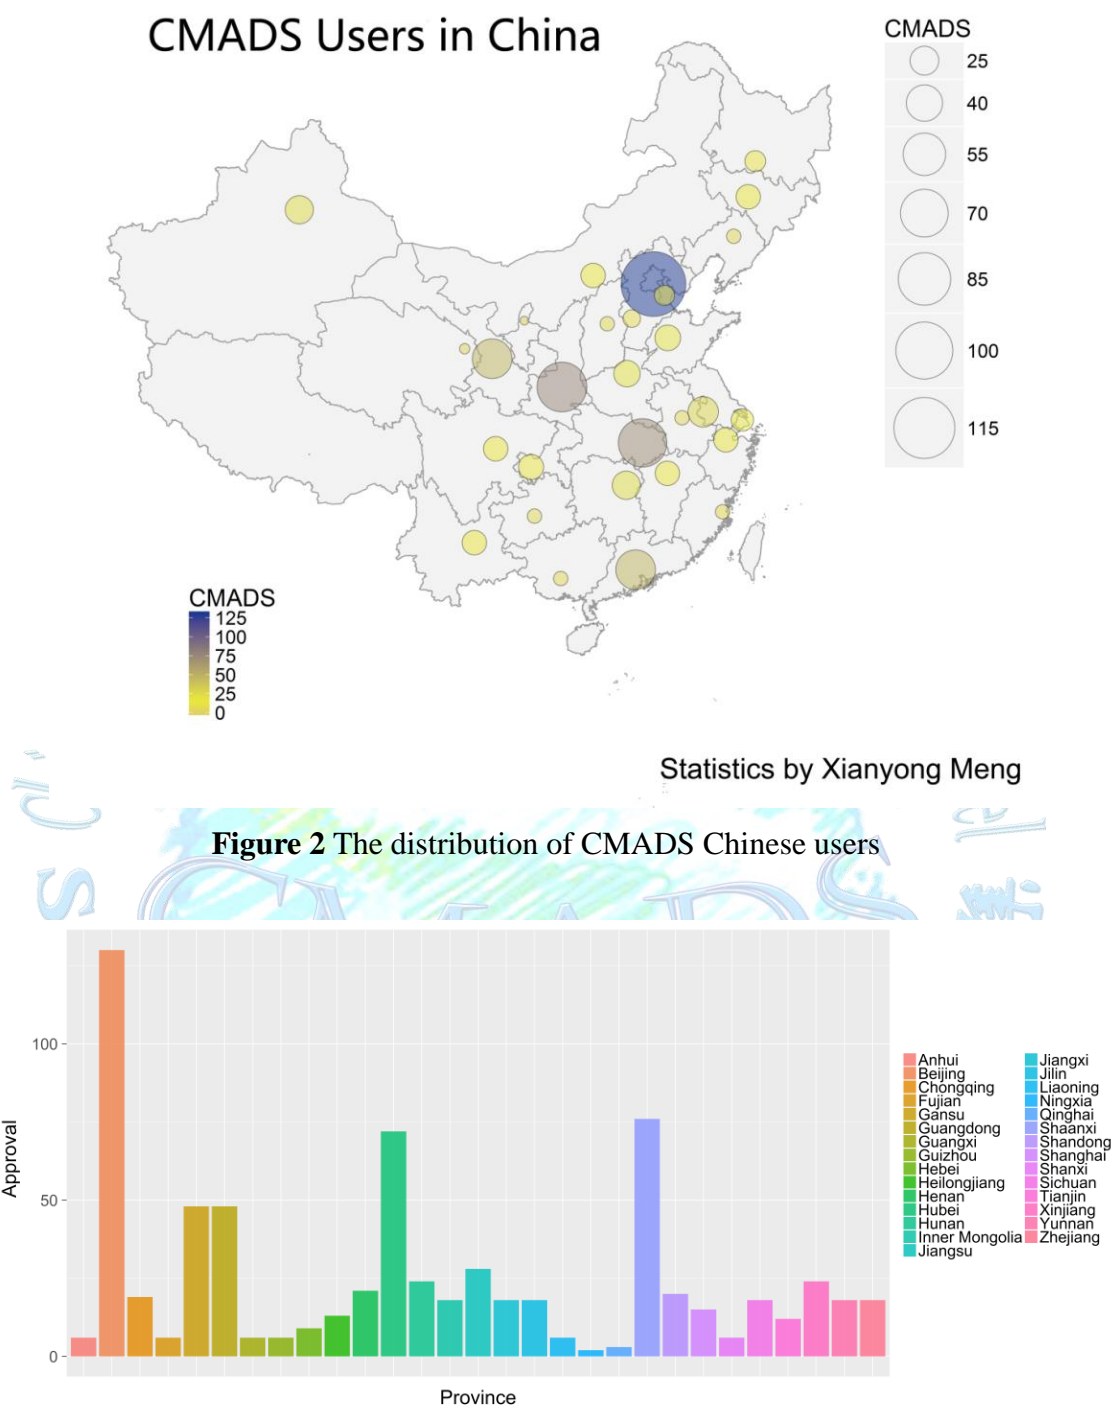 CMADS Users in China
CMADS
25
40
55
70
85
100
115
CMADS
125
100
75
50
25
0
Statistics by Xianyong Meng
Figure 2 The distribution of CMADS Chinese users
CMADS
100
50
0
Approval
Province
Anhui
Beijing
Chongqing
Fujian
Gansu
Guangdong
Guangxi
Guizhou
Hebei
Heilongjiang
Henan
Hubei
Hunan
Inner Mongolia
Jiangsu
Jiangxi
Jilin
Liaoning
Ningxia
Qinghai
Shaanxi
Shandong
Shanghai
Shanxi
Sichuan
Tianjin
Xinjiang
Yunnan
Zhejiang